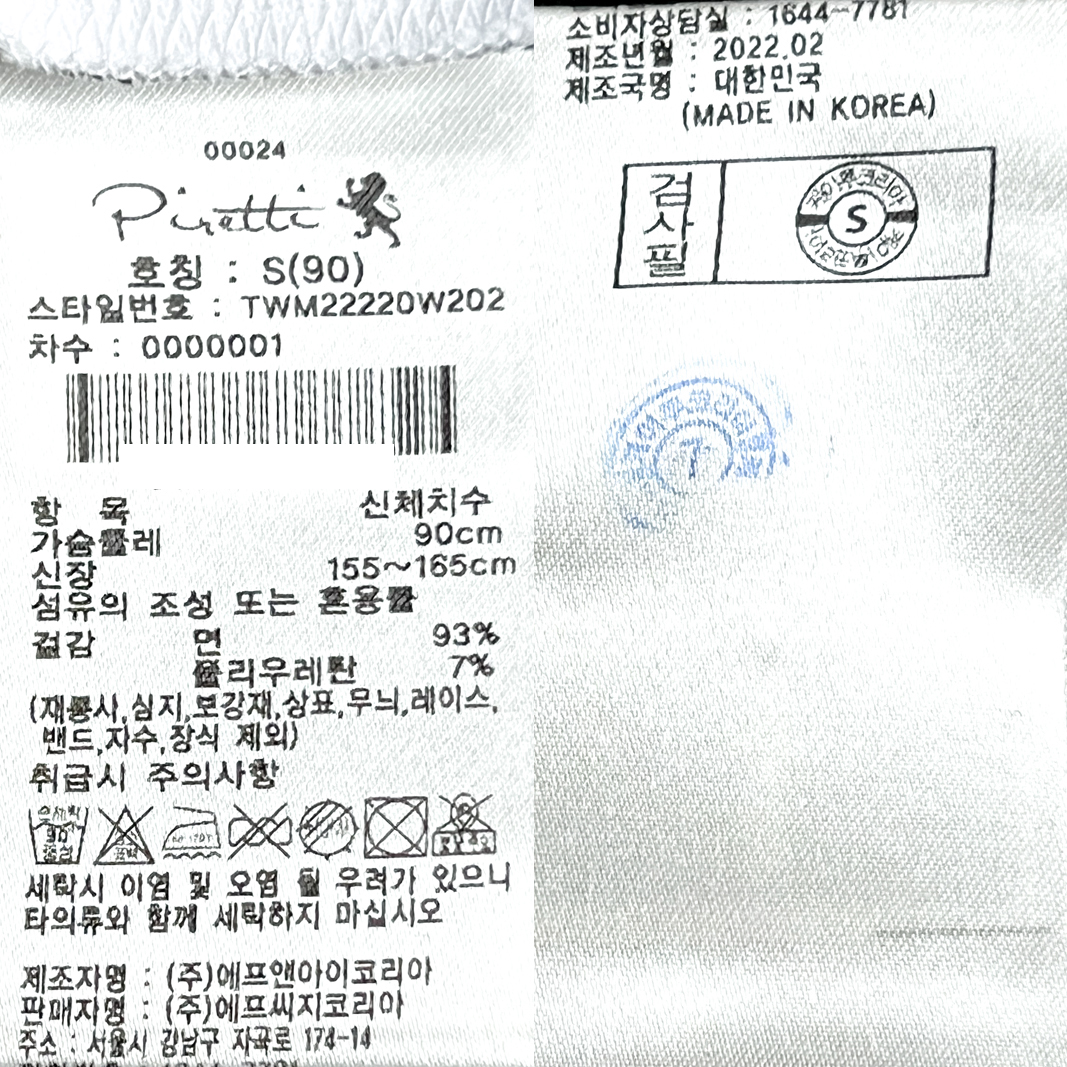 00024
Piretti
호칭 : S(90)
스타일번호 : TWM22220W202
차수 : 0000001
항 목 신체치수
가슴둘레 90cm
신장 155~165cm
섬유의 조성 또는 혼용률
겉감 면 93%
폴리우레탄 7%
(재봉사,심지,보강재,상표,무늬,레이스,
밴드,자수,장식 제외)
취급시 주의사항
세탁시 이염 및 오염 될 우려가 있으니
타의류와 함께 세탁하지 마십시오
제조자명 : (주)에프앤아이코리아
판매자명 : (주)에프씨지코리아
주소 : 서울시 강남구 자곡로 174-14
소비자상담실 : 1644-7781
제조년월 : 2022.02
제조국명 : 대한민국
(MADE IN KOREA)
검사필
S